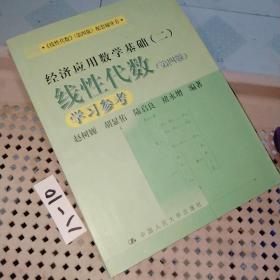 《线性代数》(第四版)配套辅导书
经济应用数学基础(二)
线性代数
(第四版)
学习参考
赵树嫄 胡显佑 陆启良 褚永增 编著
中国人民大学出版社